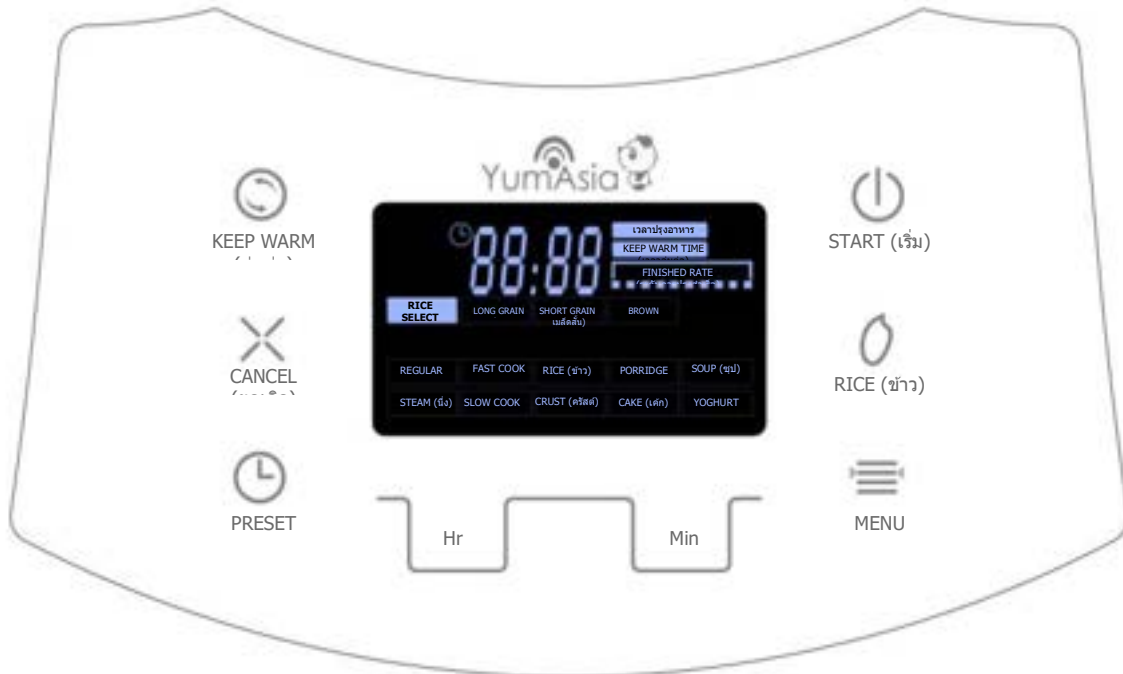 YumAsia
KEEP WARM
START (เริ่ม)
88:88
เวลาปรุงอาหาร
KEEP WARM TIME
FINISHED RATE
RICE
SELECT
LONG GRAIN
SHORT GRAIN
เมล็ดสั้น)
BROWN
CANCEL
RICE (ข้าว)
REGULAR
FAST COOK
RICE (ข้าว)
PORRIDGE
SOUP (ซุป)
STEAM (นึ่ง)
SLOW COOK
CRUST (ครัสต์)
CAKE (เค้ก)
YOGHURT
PRESET
Hr
Min
MENU